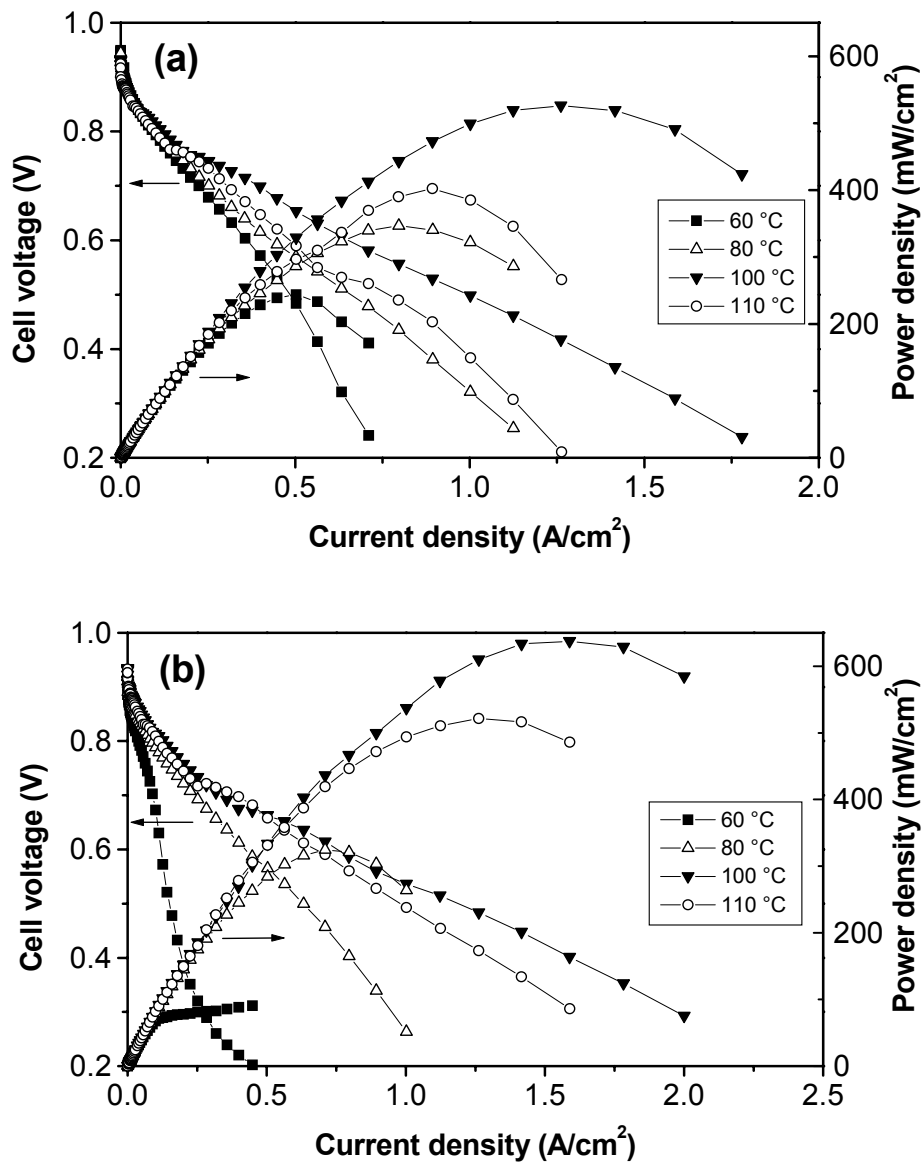 (a)
1.0
0.8
0.6
0.4
0.2
Cell voltage (V)
600
400
200
0
Power density (mW/cm²)
60 °C
80 °C
100 °C
110 °C
0.0 0.5 1.0 1.5 2.0
Current density (A/cm²)
(b)
1.0
0.8
0.6
0.4
0.2
Cell voltage (V)
600
400
200
0
Power density (mW/cm²)
60 °C
80 °C
100 °C
110 °C
0.0 0.5 1.0 1.5 2.0 2.5
Current density (A/cm²)